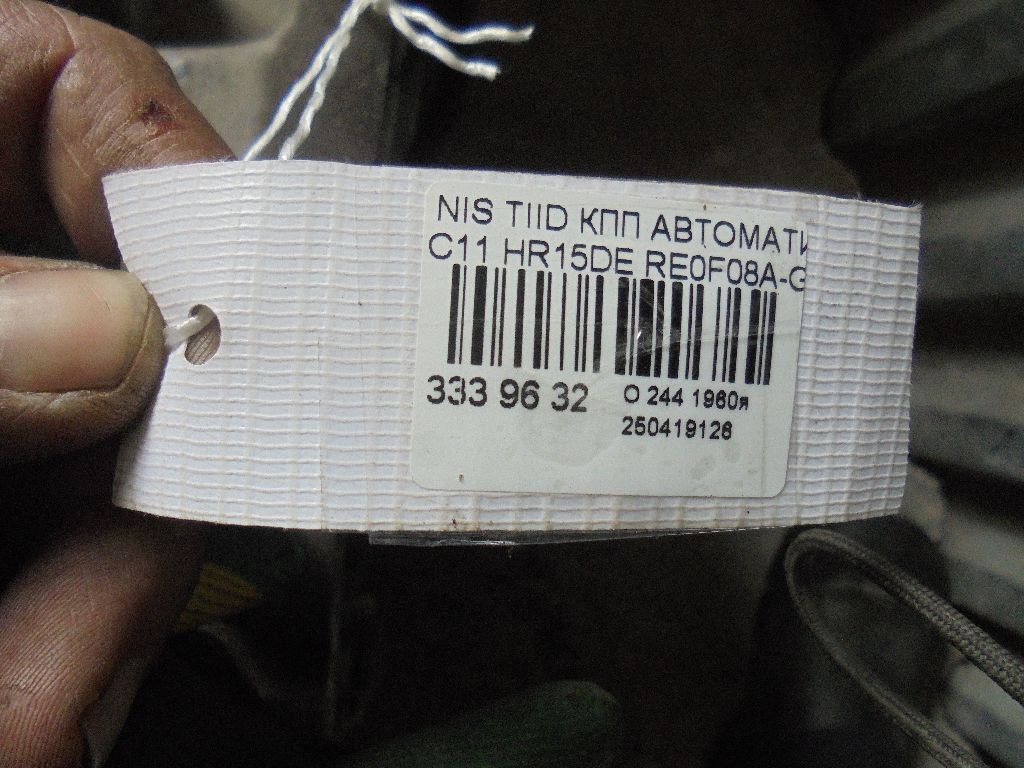 NIS TIID КПП АВТОМАТИ
C11 HR15DE RE0F08A-G
333 96 32
О 244 1960я
250419126